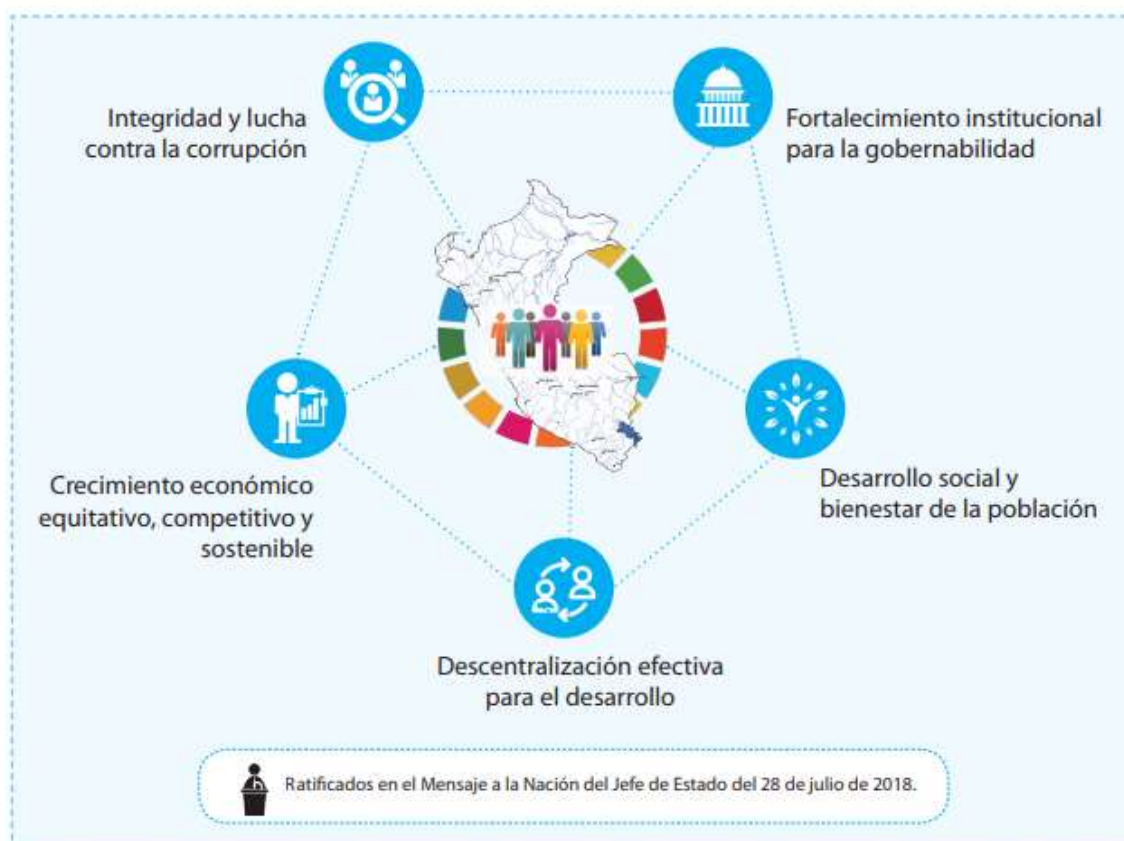 Integridad y lucha
contra la corrupción
Fortalecimiento institucional
para la gobernabilidad
Crecimiento económico
equitativo, competitivo y
sostenible
Desarrollo social y
bienestar de la población
Descentralización efectiva
para el desarrollo
Ratificados en el Mensaje a la Nación del Jefe de Estado del 28 de julio de 2018.